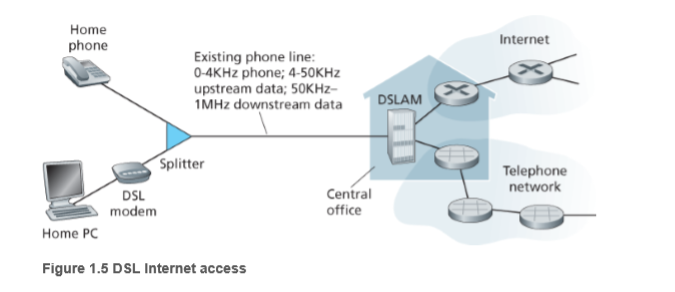 Home
phone
Existing phone line:
0-4KHz phone; 4-50KHz
upstream data; 50KHz–
1MHz downstream data
Internet
DSLAM
Splitter
DSL
modem
Home PC
Central
office
Telephone
network
Figure 1.5 DSL Internet access